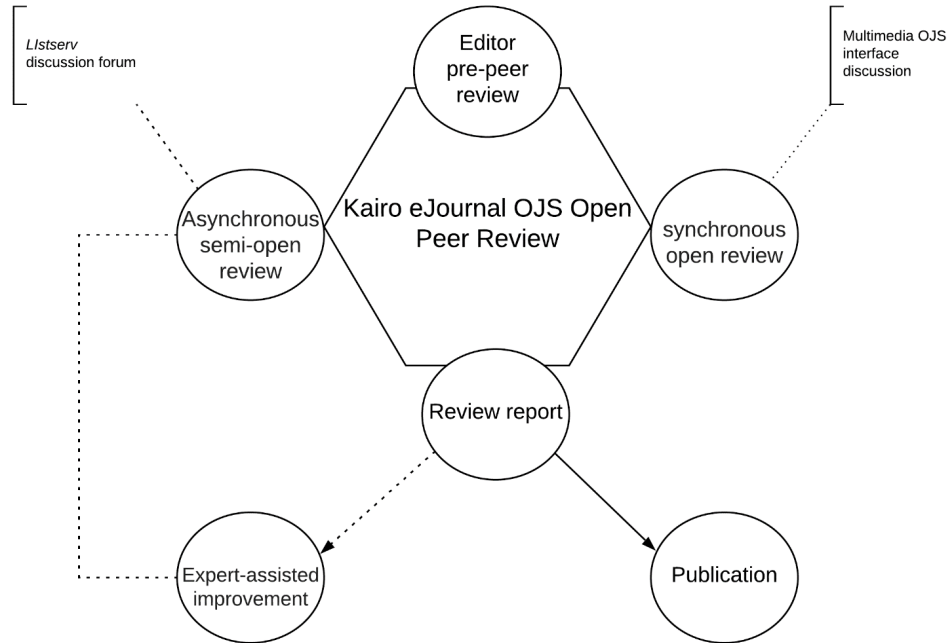 LIstserv
discussion forum
Editor
pre-peer
review
Multimedia OJS
interface
discussion
Asynchronous
semi-open
review
Kairo eJournal OJS Open
Peer Review
synchronous
open review
Review report
Expert-assisted
improvement
Publication